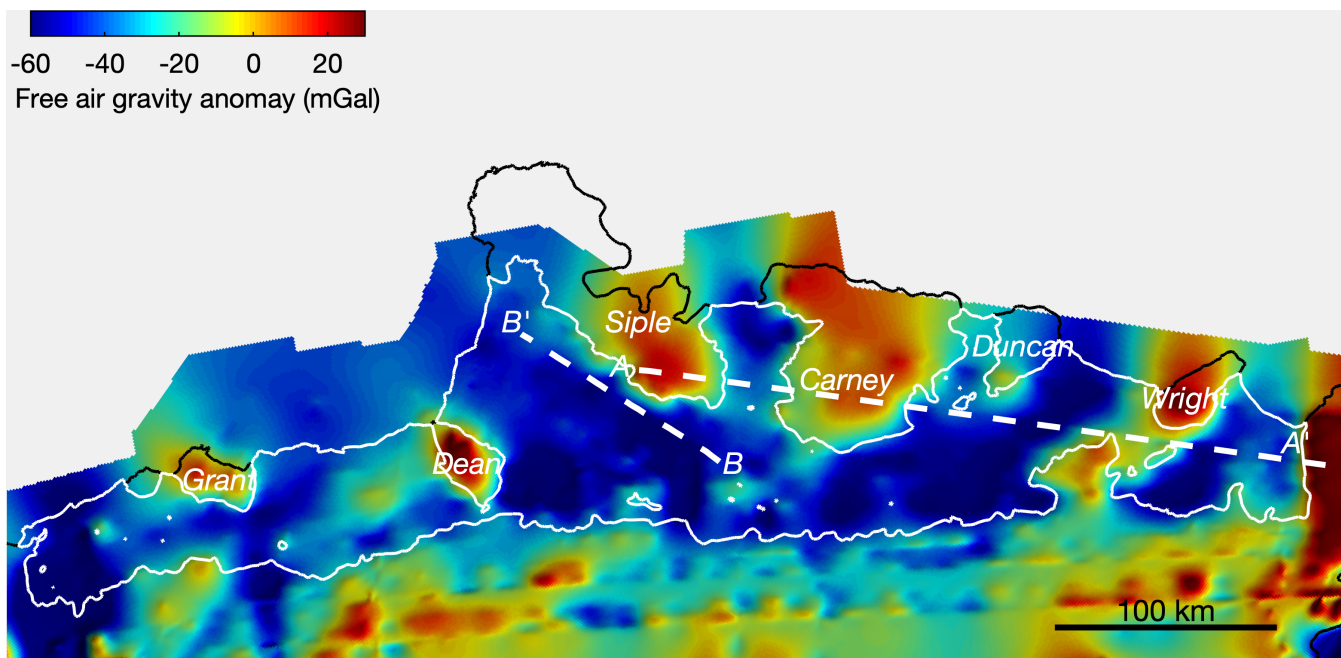 -60 -40 -20 0 20
Free air gravity anomay (mGal)
B'
Siple
A
Duncan
Carney
Wright
A'
B
Dean
Grant
100 km